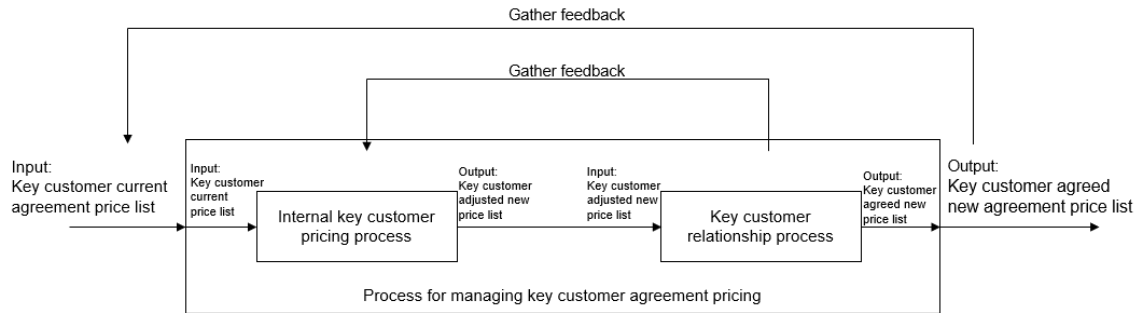 Gather feedback
Gather feedback
Input:
Key customer current
agreement price list
Input:
Key customer
current
price list
Internal key customer
pricing process
Output:
Key customer
adjusted new
price list
Input:
Key customer
adjusted new
price list
Key customer
relationship process
Output:
Key customer
agreed new
price list
Output:
Key customer agreed
new agreement price list
Process for managing key customer agreement pricing